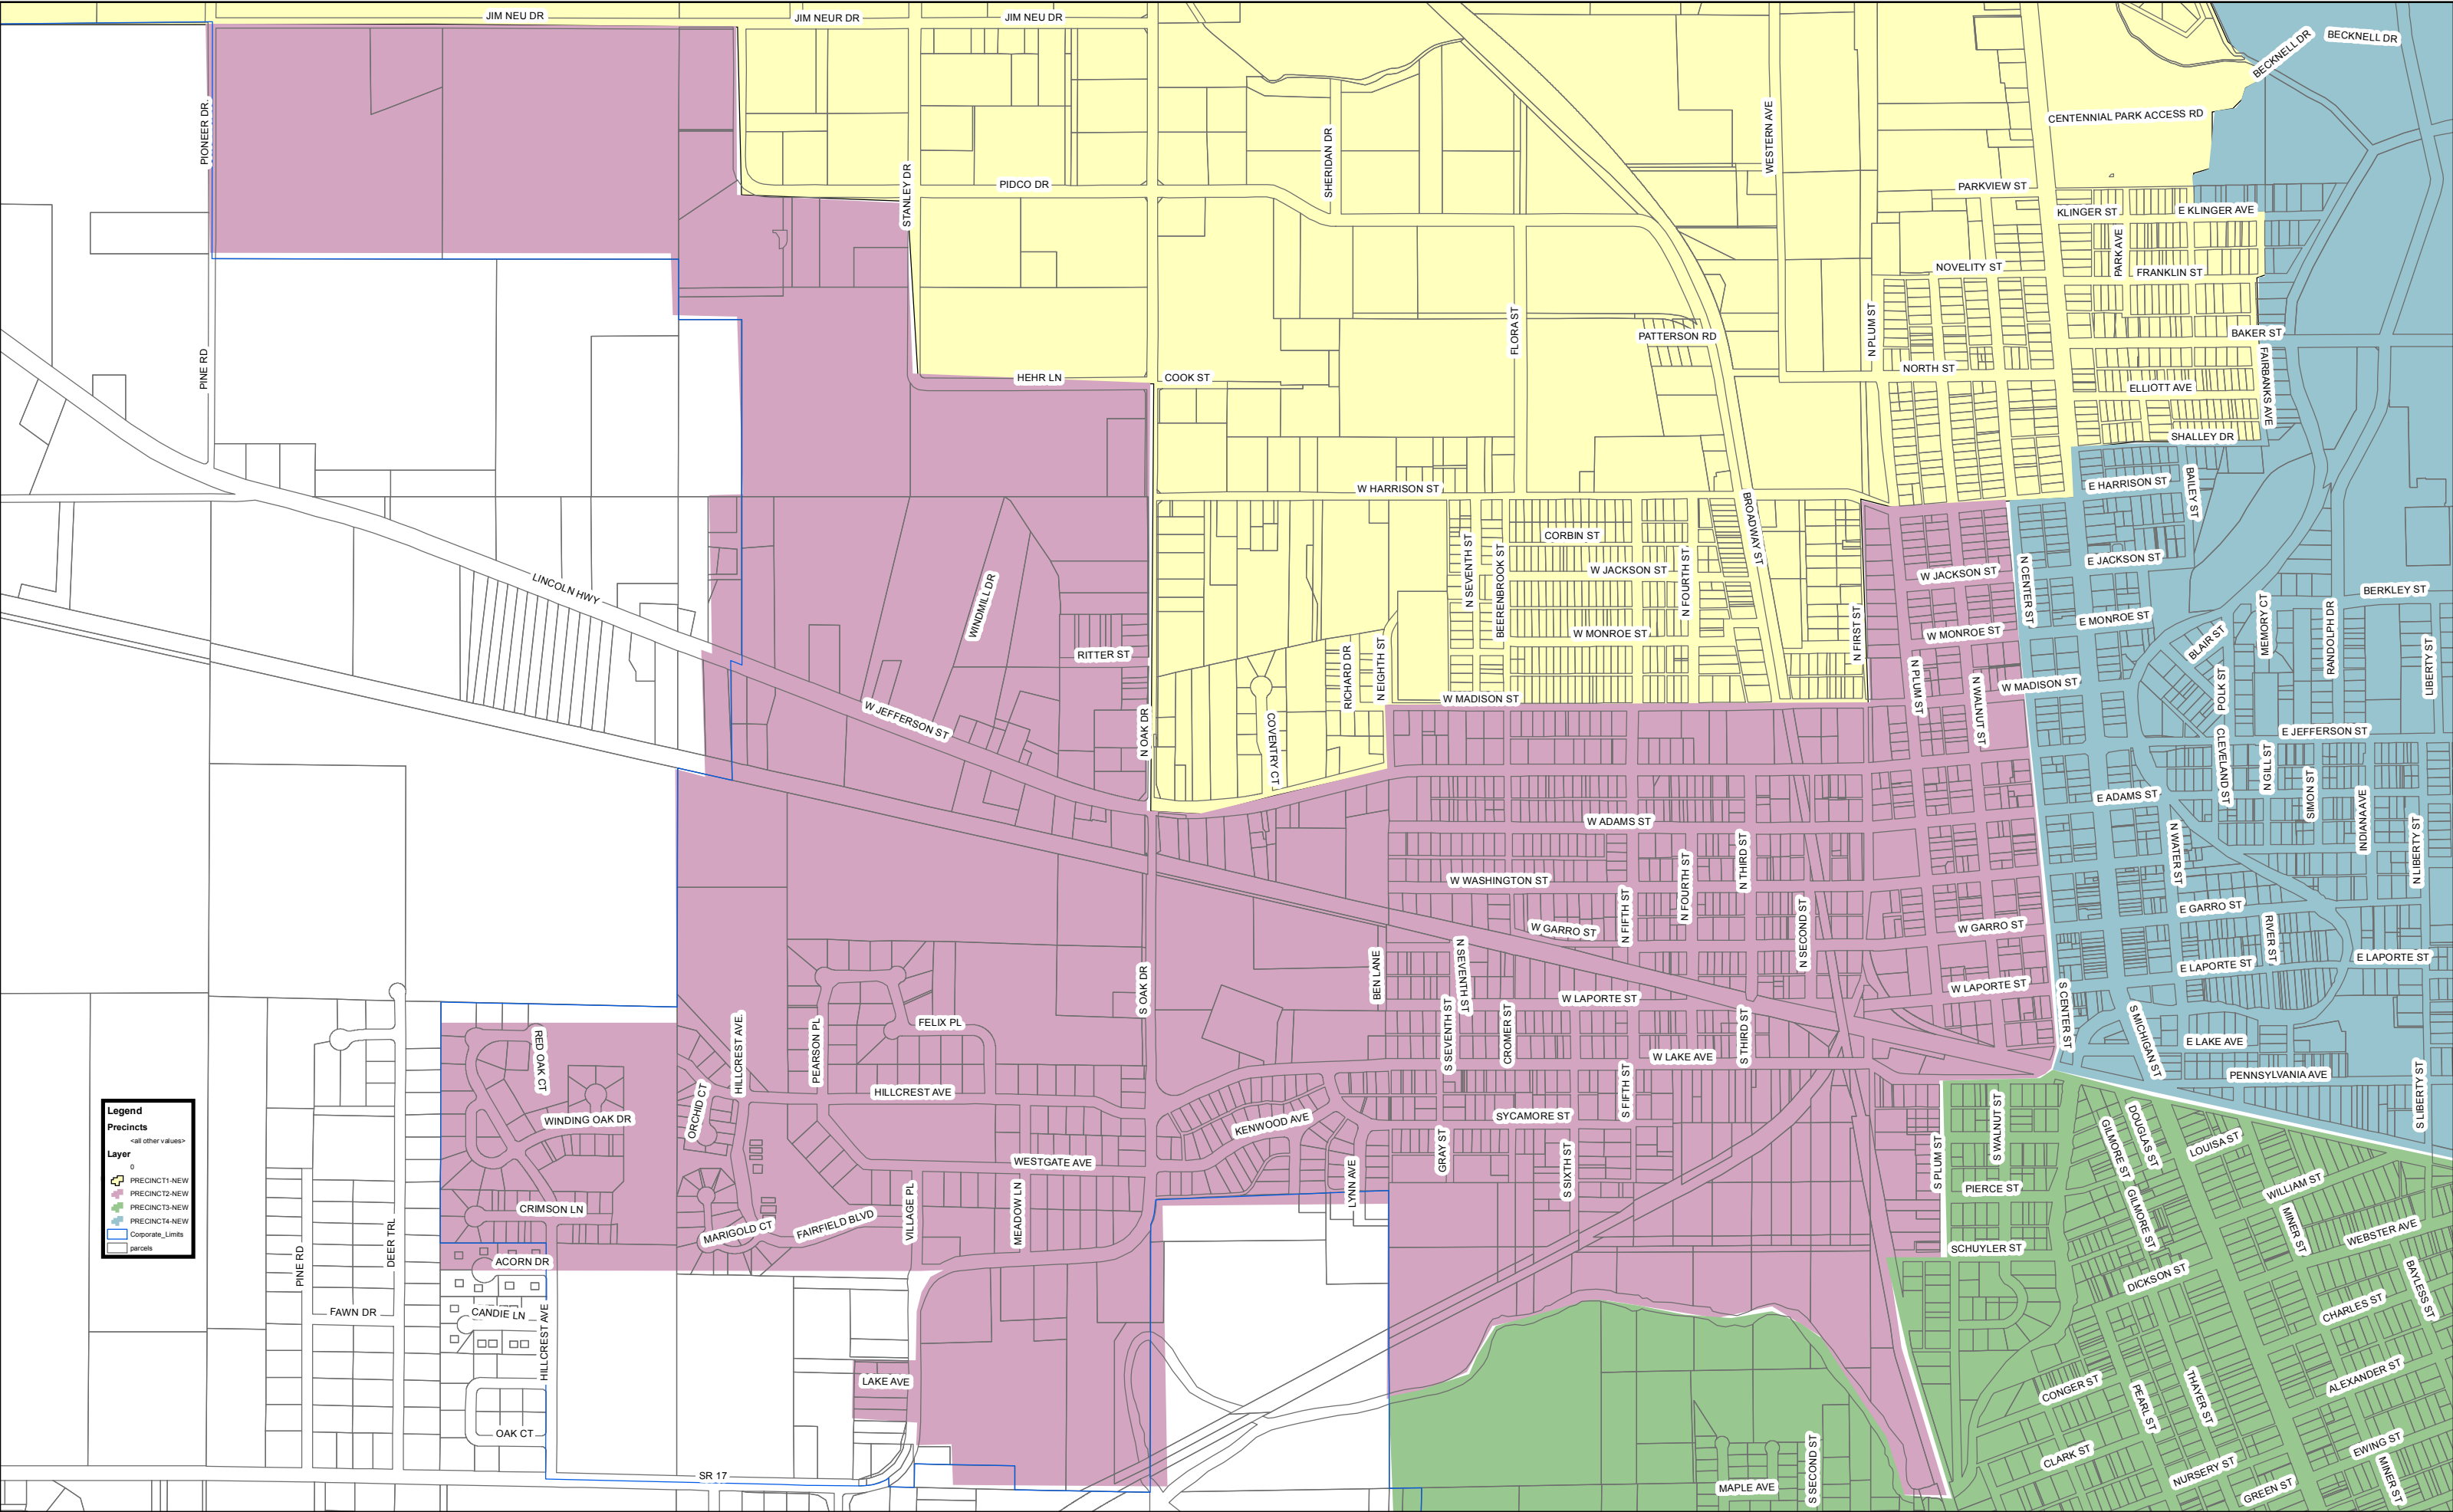 JIM NEU DR
JIM NEUR DR
JIM NEU DR
BECKNELL DR
BECKNELL DR
PIONEER DR.
WESTERN AVE
CENTENNIAL PARK ACCESS RD
SHERIDAN DR
STANLEY DR
PIDCO DR
PARKVIEW ST
KLINGER ST
E KLINGER AVE
PARK AVE
NOVELITY ST
FRANKLIN ST
FLORA ST
PATTERSON RD
N PLUM ST
BAKER ST
PINE RD
HEHR LN
COOK ST
NORTH ST
ELLIOTT AVE
FAIRBANKS AVE
SHALLEY DR
W HARRISON ST
E HARRISON ST
BAILEY ST
BROADWAY ST
CORBIN ST
N SEVENTH ST
BEERENBROOK ST
W JACKSON ST
N FOURTH ST
W JACKSON ST
N CENTER ST
E JACKSON ST
LINCOLN HWY
WINDMILL DR
BERKLEY ST
W MONROE ST
N FIRST ST
W MONROE ST
E MONROE ST
BLAIR ST
MEMORY CT
RANDOLPH DR
LIBERTY ST
RITTER ST
RICHARD DR
N EIGHTH ST
W MADISON ST
N PLUM ST
N WALNUT ST
W MADISON ST
POLK ST
W JEFFERSON ST
N OAK DR
COVENTRY CT
E JEFFERSON ST
CLEVELAND ST
N GILL ST
SIMON ST
INDIANA AVE
E ADAMS ST
W ADAMS ST
N THIRD ST
N WATER ST
N LIBERTY ST
W WASHINGTON ST
N FOURTH ST
N FIFTH ST
W GARRO ST
N SECOND ST
W GARRO ST
E GARRO ST
RIVER ST
BEN LANE
N SEVENTH ST
S OAK DR
E LAPORTE ST
E LAPORTE ST
W LAPORTE ST
W LAPORTE ST
S CENTER ST
FELIX PL
PEARSON PL
HILLCREST AVE.
RED OAK CT
S SEVENTH ST
CROMER ST
S THIRD ST
W LAKE AVE
S MICHIGAN ST
E LAKE AVE
PENNSYLVANIA AVE
S LIBERTY ST
HILLCREST AVE
ORCHID CT
WINDING OAK DR
KENWOOD AVE
SYCAMORE ST
S FIFTH ST
S WALNUT ST
GILMORE ST
DOUGLAS ST
LOUISA ST
Legend
Precincts
<all other values>
Layer
0
PRECINCT1-NEW
PRECINCT2-NEW
PRECINCT3-NEW
PRECINCT4-NEW
Corporate_Limits
parcels
WESTGATE AVE
GRAY ST
S SIXTH ST
S PLUM ST
LYNN AVE
PIERCE ST
WILLIAM ST
CRIMSON LN
MARIGOLD CT
FAIRFIELD BLVD
VILLAGE PL
MEADOW LN
GILMORE ST
MINER ST
WEBSTER AVE
DEER TRL
PINE RD
ACORN DR
SCHUYLER ST
DICKSON ST
BAYLESS ST
FAWN DR
CANDIE LN
HILLCREST AVE
CHARLES ST
LAKE AVE
CONGER ST
PEARL ST
THAYER ST
ALEXANDER ST
OAK CT
S SECOND ST
CLARK ST
EWING ST
SR 17
MAPLE AVE
NURSERY ST
GREEN ST
MINER ST